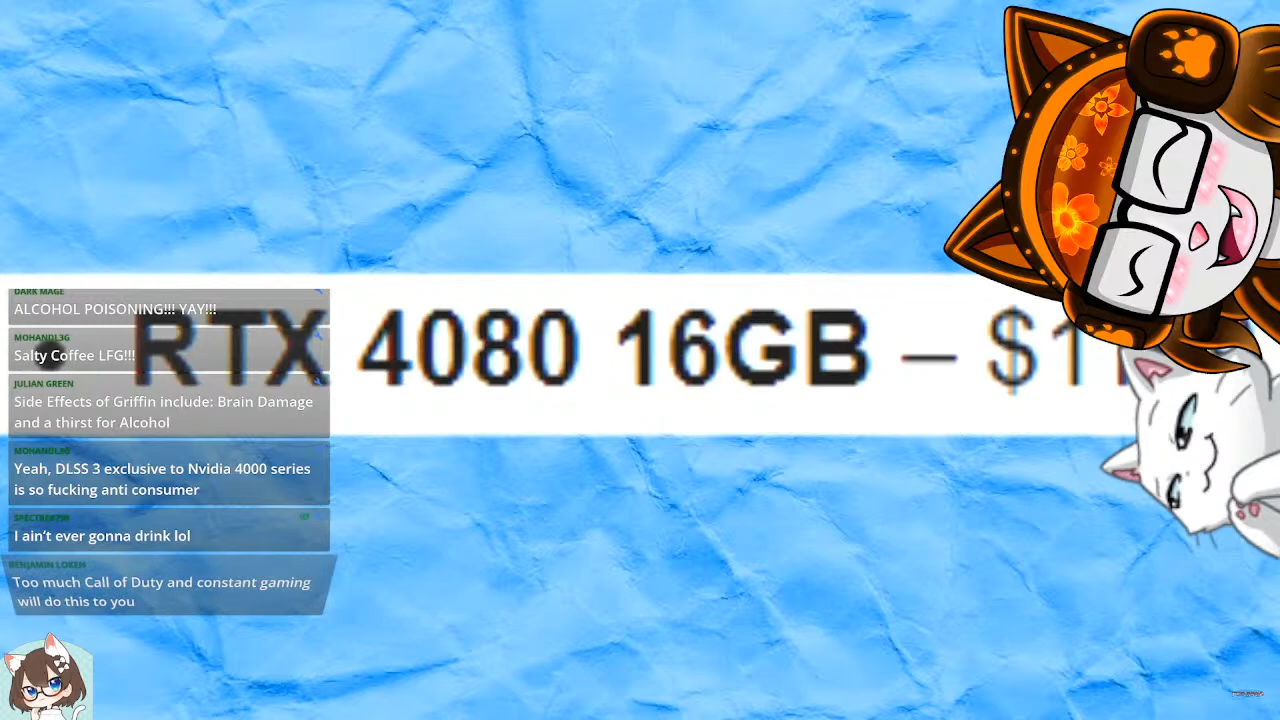 DARK MAGE
ALCOHOL POISONING!!! YAY!!!
MOHANDL3G
Salty Coffee LFG!!!
JULIAN GREEN
Side Effects of Griffin include: Brain Damage
and a thirst for Alcohol
MOHANDL3G
Yeah, DLSS 3 exclusive to Nvidia 4000 series
is so fucking anti consumer
I ain't ever gonna drink lol
BENJAMIN LOKEN
Too much Call of Duty and constant gaming
will do this to you
• RTX 4080 16GB – $1